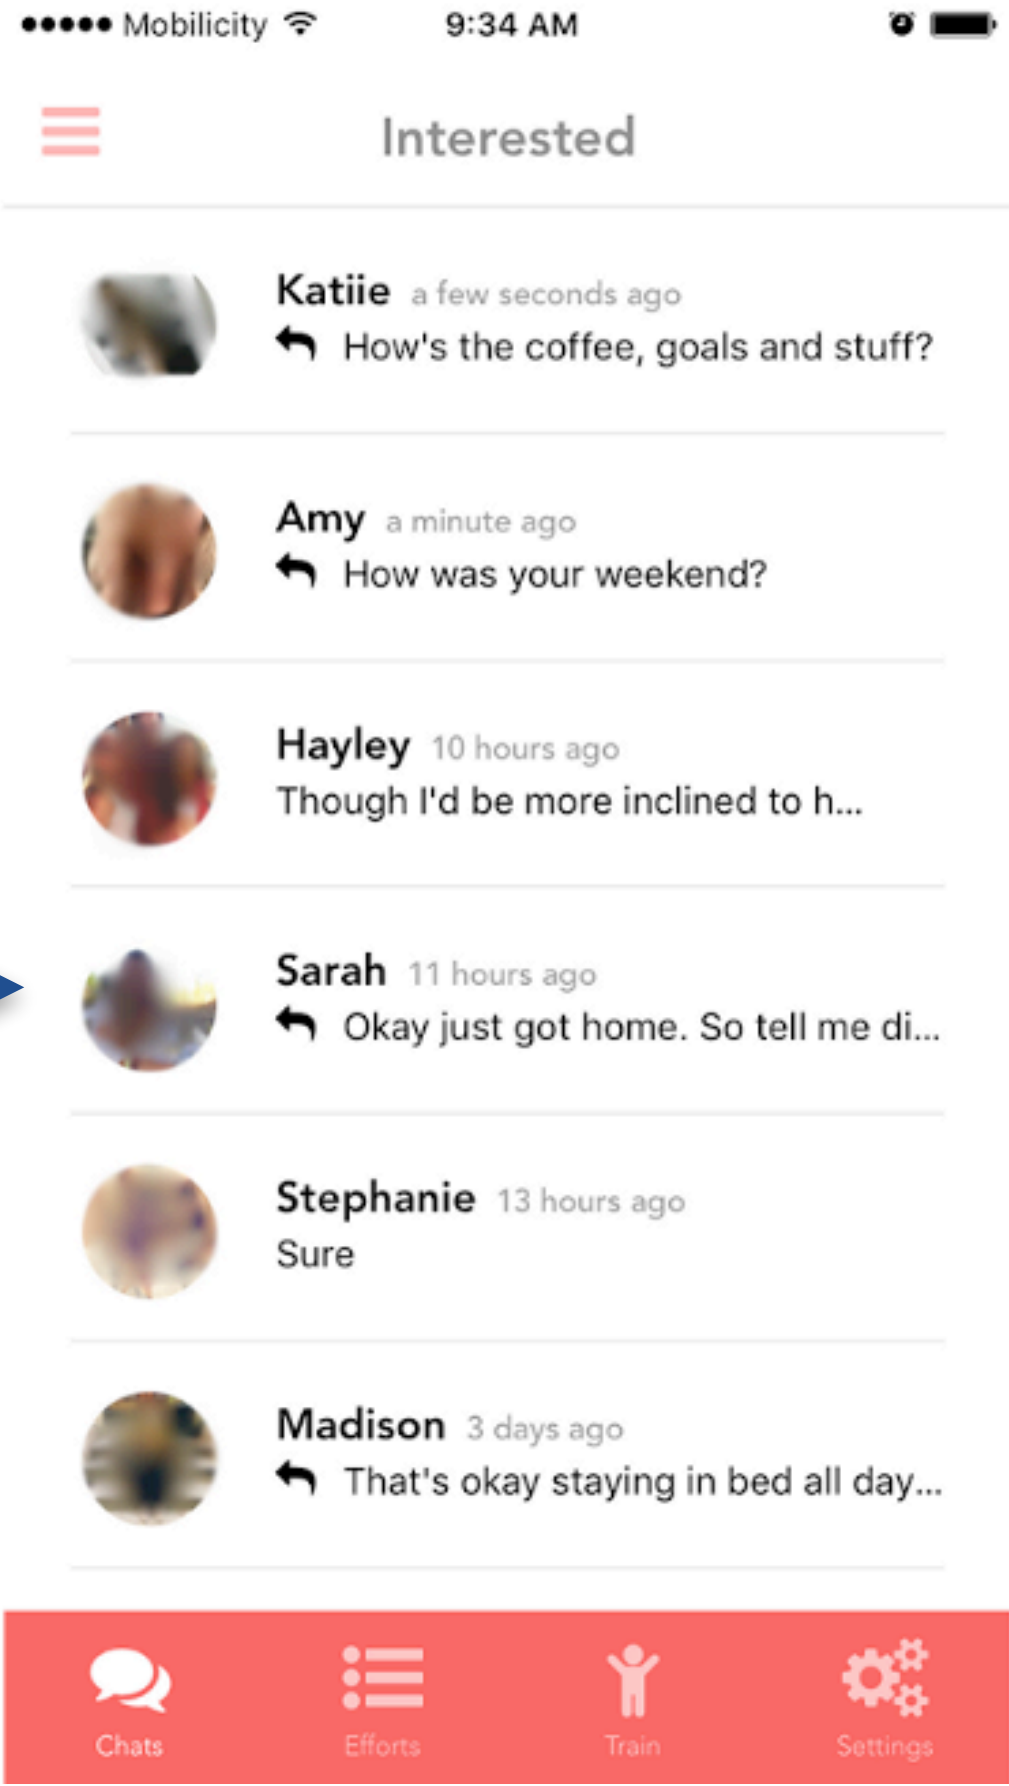 Mobilicity 9:34 AM
Interested
Katiie a few seconds ago
How's the coffee, goals and stuff?
Amy a minute ago
How was your weekend?
Hayley 10 hours ago
Though I'd be more inclined to h...
Sarah 11 hours ago
Okay just got home. So tell me di...
Stephanie 13 hours ago
Sure
Madison 3 days ago
That's okay staying in bed all day...
Chats Efforts Train Settings